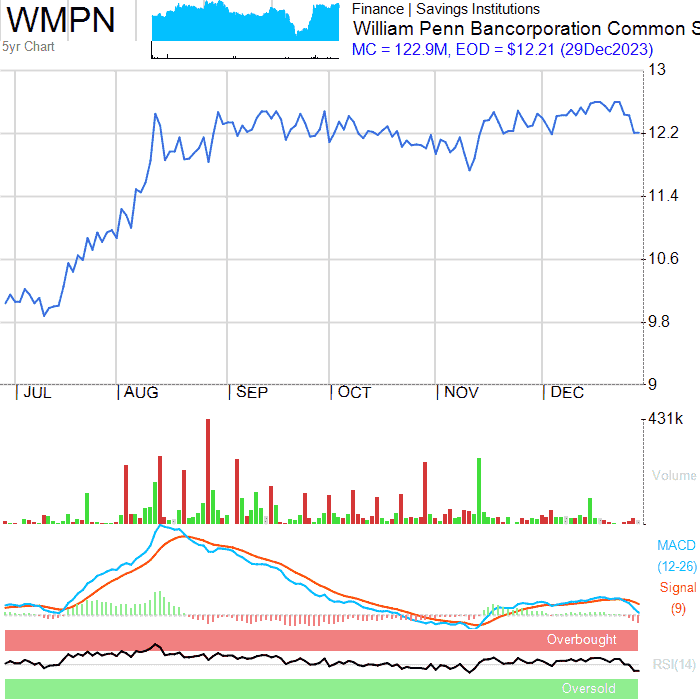 WMPN
5yr Chart
Finance | Savings Institutions
William Penn Bancorporation Common S
MC = 122.9M, EOD = $12.21 (29Dec2023)
13
12.2
11.4
10.6
9.8
9
JUL
AUG
SEP
OCT
NOV
DEC
431k
Volume
MACD
(12-26)
Signal
(9)
Overbought
RSI(14)
Oversold